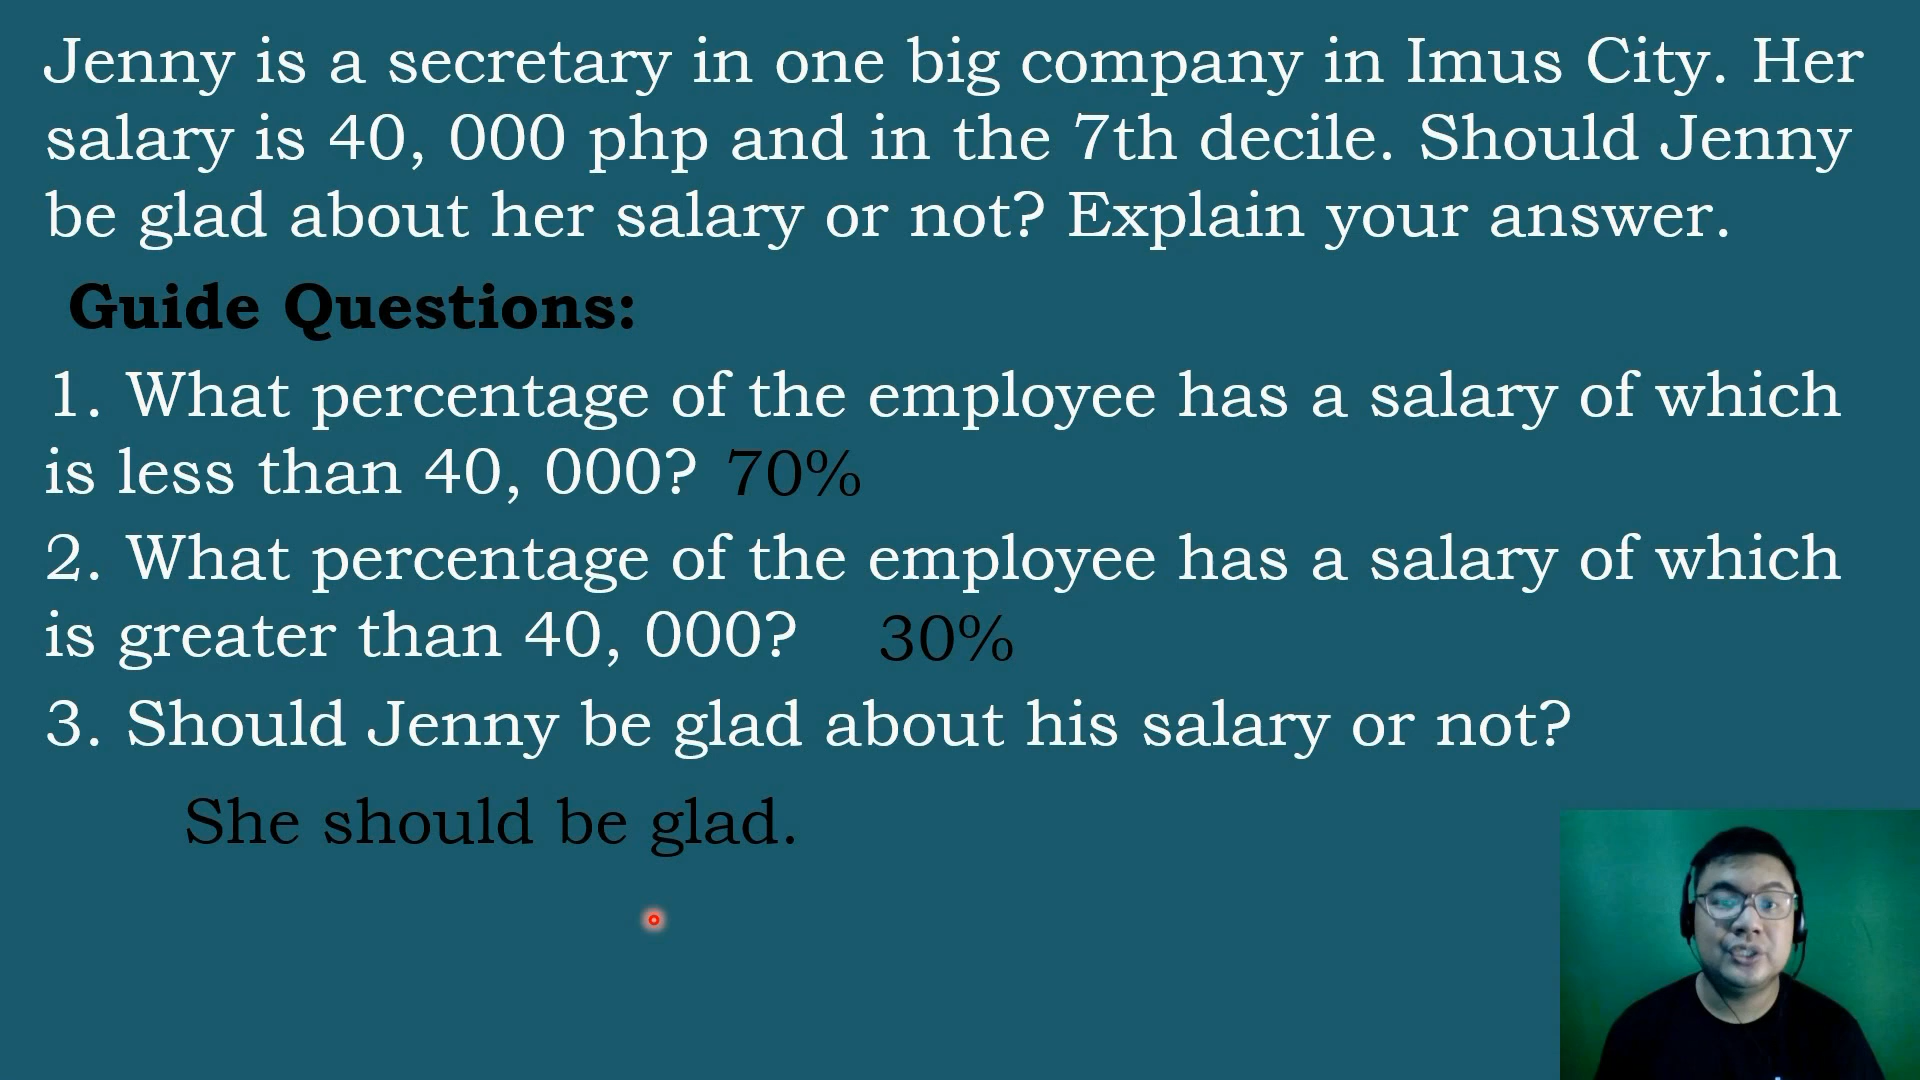 Jenny is a secretary in one big company in Imus City. Her
salary is 40, 000 php and in the 7th decile. Should Jenny
be glad about her salary or not? Explain your answer.
Guide Questions:
1. What percentage of the employee has a salary of which
is less than 40, 000? 70%
2. What percentage of the employee has a salary of which
is greater than 40, 000? 30%
3. Should Jenny be glad about his salary or not?
She should be glad.